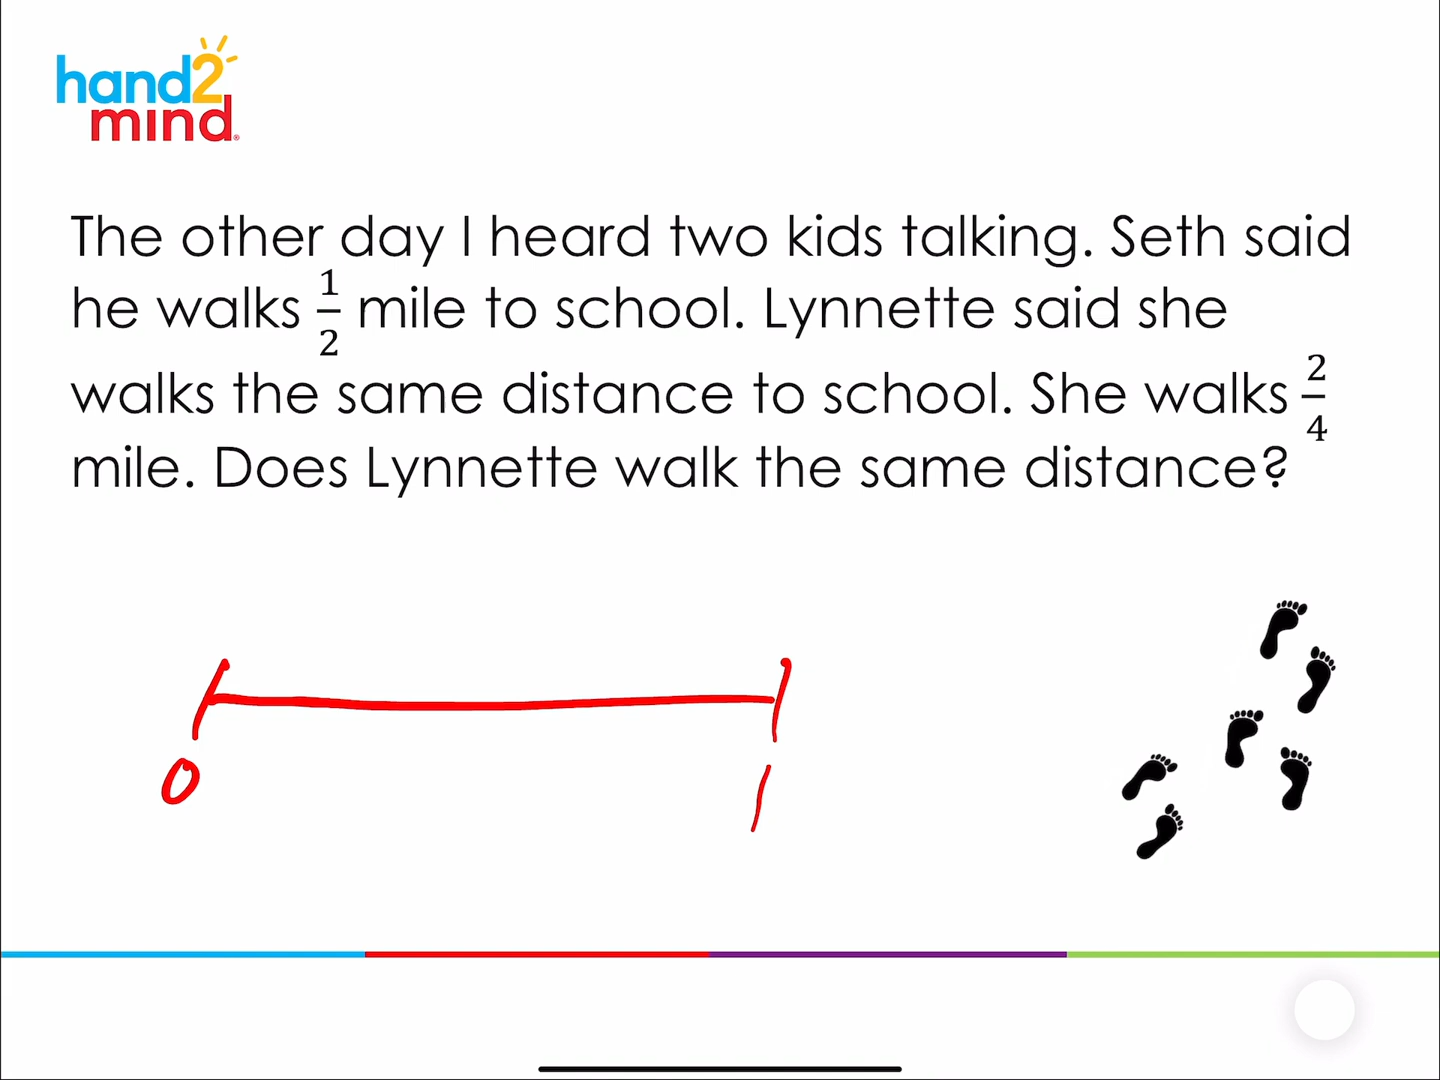 hand2
mind®
The other day I heard two kids talking. Seth said
he walks 1/2 mile to school. Lynnette said she
walks the same distance to school. She walks 2/4
mile. Does Lynnette walk the same distance?
0 1